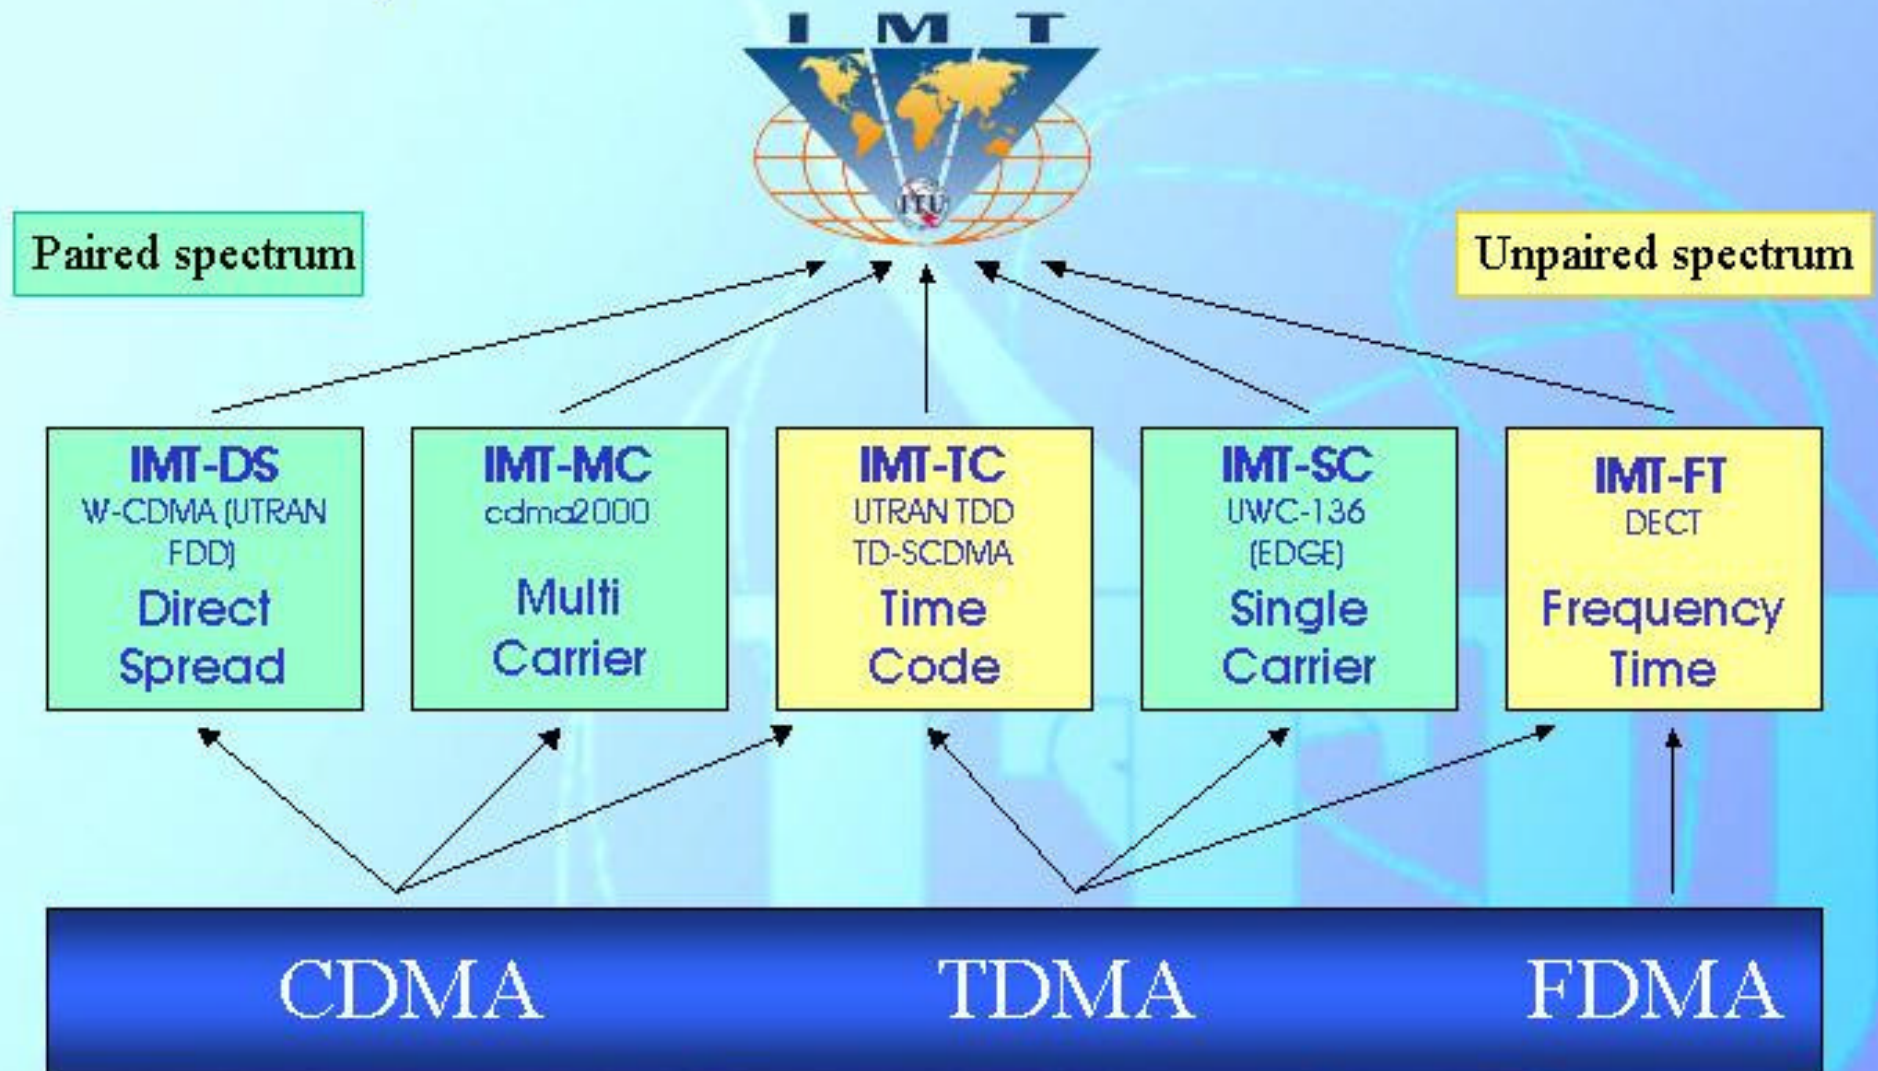 I M T
ITU
Paired spectrum
Unpaired spectrum
IMT-DS
W-CDMA (UTRAN
FDD)
Direct
Spread
IMT-MC
cdma2000
Multi
Carrier
IMT-TC
UTRAN TDD
TD-SCDMA
Time
Code
IMT-SC
UWC-136
(EDGE)
Single
Carrier
IMT-FT
DECT
Frequency
Time
CDMA
TDMA
FDMA